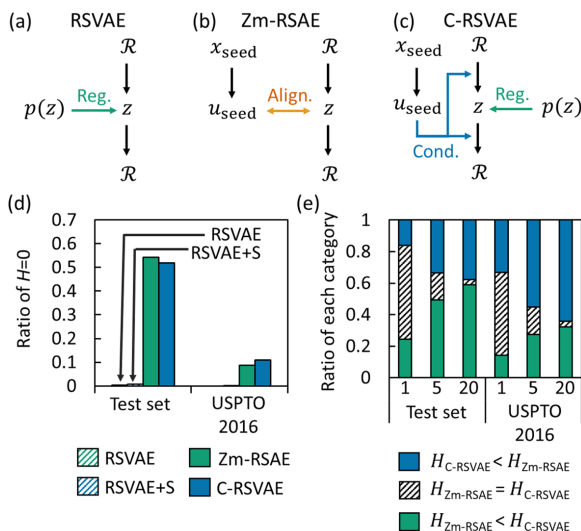 (a) RSVAE
ℛ
p(z) Reg. z
ℛ
(b) Zm-RSAE
x_seed ℛ
u_seed Align. z
ℛ
(c) C-RSVAE
x_seed ℛ
u_seed z Reg. p(z)
Cond.
ℛ
(d)
Ratio of H=0
0.7
0.6
0.5
0.4
0.3
0.2
0.1
0
RSVAE
RSVAE+S
Test set USPTO
2016
RSVAE Zm-RSAE
RSVAE+S C-RSVAE
(e)
Ratio of each category
1
0.8
0.6
0.4
0.2
0
1 5 20 1 5 20
Test set USPTO
2016
H_C-RSVAE < H_Zm-RSAE
H_Zm-RSAE = H_C-RSVAE
H_Zm-RSAE < H_C-RSVAE